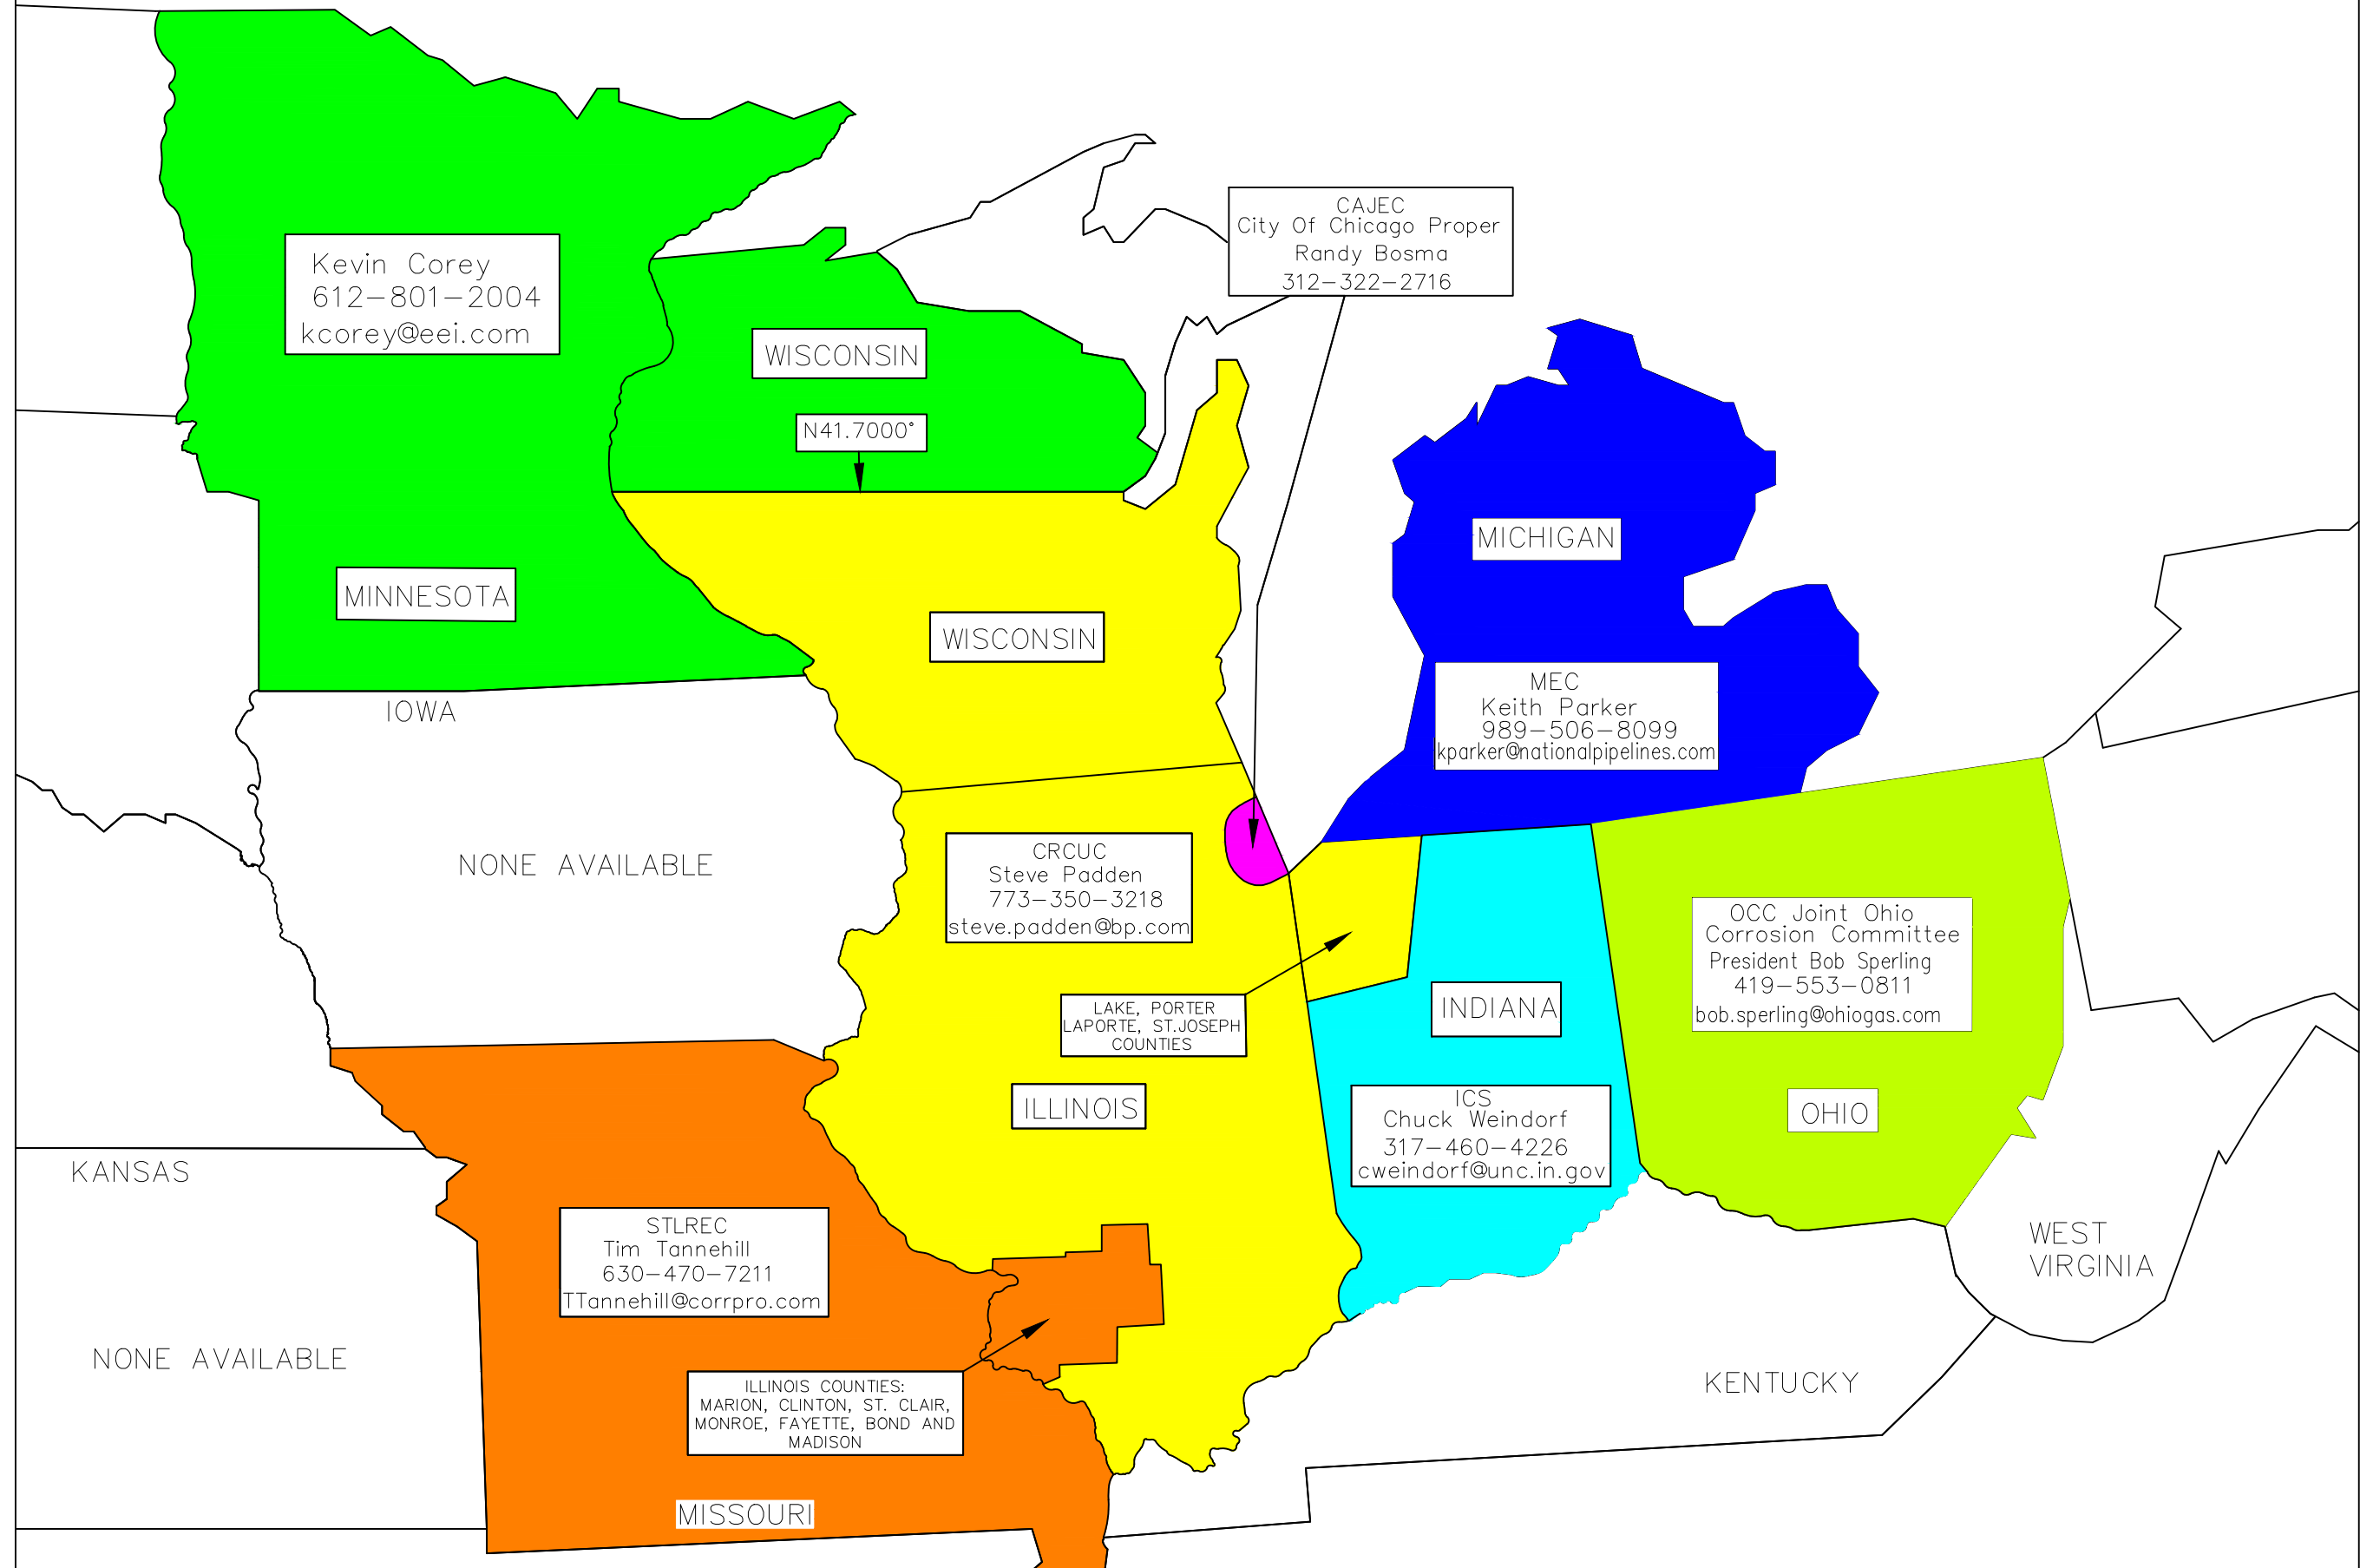 CAJEC
City Of Chicago Proper
Randy Bosma
312-322-2716
Kevin Corey
612-801-2004
kcorey@eei.com
WISCONSIN
N41.7000°
MICHIGAN
MINNESOTA
WISCONSIN
MEC
Keith Parker
989-506-8099
kparker@nationalpipelines.com
IOWA
NONE AVAILABLE
CRCUC
Steve Padden
773-350-3218
steve.padden@bp.com
OCC Joint Ohio
Corrosion Committee
President Bob Sperling
419-553-0811
bob.sperling@ohiogas.com
LAKE, PORTER
LAPORTE, ST.JOSEPH
COUNTIES
INDIANA
ILLINOIS
ICS
Chuck Weindorf
317-460-4226
cweindorf@unc.in.gov
OHIO
KANSAS
NONE AVAILABLE
STLREC
Tim Tannehill
630-470-7211
TTannehill@corrpro.com
WEST
VIRGINIA
ILLINOIS COUNTIES:
MARION, CLINTON, ST. CLAIR,
MONROE, FAYETTE, BOND AND
MADISON
KENTUCKY
MISSOURI